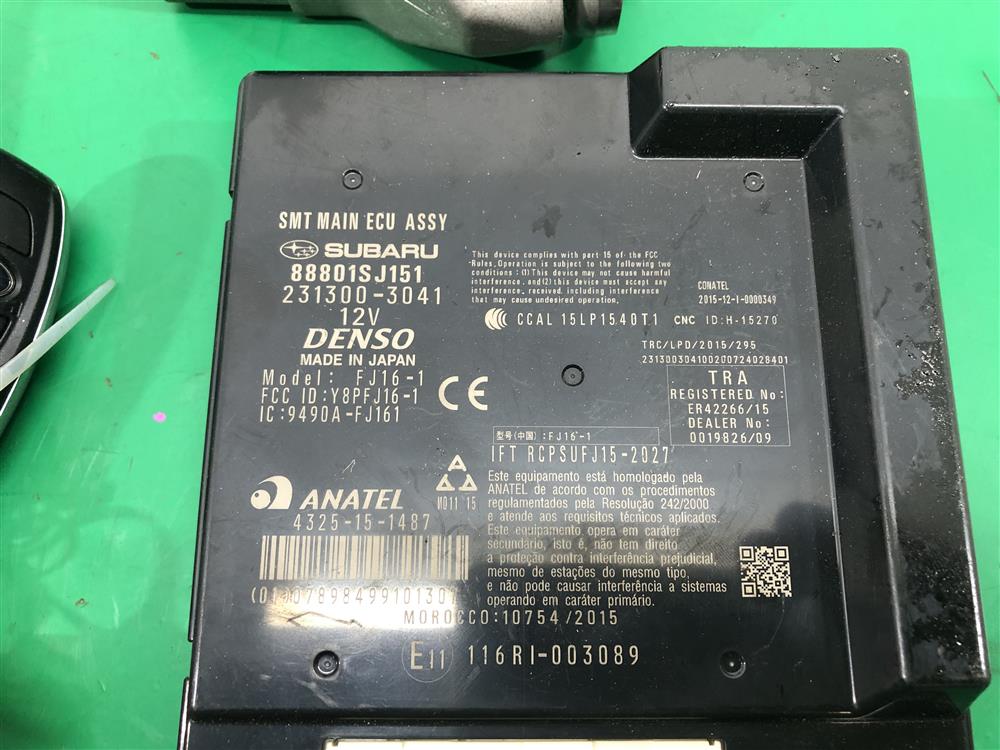 SMT MAIN ECU ASSY
SUBARU
88801SJ151
231300-3041
12V
DENSO
MADE IN JAPAN
Model: FJ16-1
FCC ID:Y8PFJ16-1
IC:9490A-FJ161
CE
This device complies with part 15 of the FCC
Rules. Operation is subject to the following two
conditions : (1) This device may not cause harmful
interference, and (2) this device must accept any
interference, received, including interference
that may cause undesired operation.
CCAL 15LP1540T1
CONATEL
2015-12-I-0000349
CNC ID:H-15270
TRC/LPD/2015/295
231300304100200724028401
TRA
REGISTERED No:
ER42266/15
DEALER No:
0019826/09
型号(中国):FJ16-1
IFT RCPSUFJ15-2027
ANATEL
4325-15-1487
M011 15
Este equipamento está homologado pela
ANATEL de acordo com os procedimentos
regulamentados pela Resolução 242/2000
e atende aos requisitos técnicos aplicados.
Este equipamento opera em caráter
secundário, isto é, não tem direito
a proteção contra interferência prejudicial,
mesmo de estações do mesmo tipo,
e não pode causar interferência a sistemas
operando em caráter primário.
MOROCCO:10754/2015
E11 116RI-003089